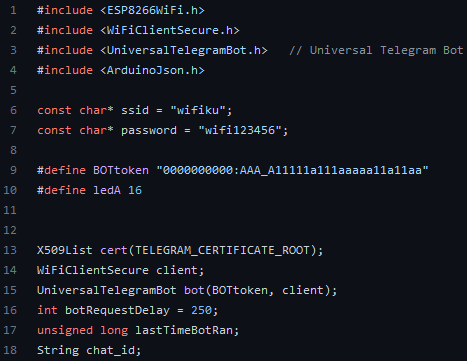 1 #include <ESP8266WiFi.h>
2 #include <WiFiClientSecure.h>
3 #include <UniversalTelegramBot.h>   // Universal Telegram Bot
4 #include <ArduinoJson.h>
5
6 const char* ssid = "wifiku";
7 const char* password = "wifi123456";
8
9 #define BOTtoken "0000000000:AAA_A11111a111aaaaa11a11aa"
10 #define ledA 16
11
12
13 X509List cert(TELEGRAM_CERTIFICATE_ROOT);
14 WiFiClientSecure client;
15 UniversalTelegramBot bot(BOTtoken, client);
16 int botRequestDelay = 250;
17 unsigned long lastTimeBotRan;
18 String chat_id;